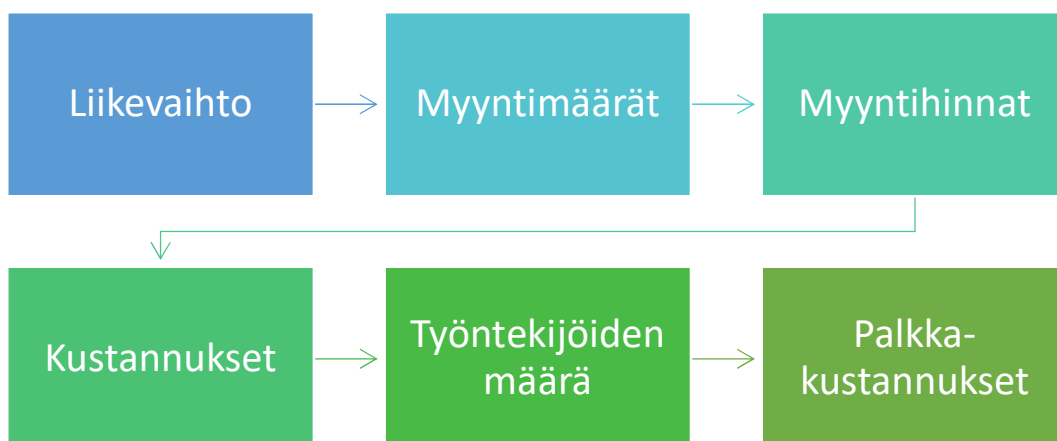 Liikevaihto
Myyntimäärät
Myyntihinnat
Kustannukset
Työntekijöiden
määrä
Palkka-
kustannukset